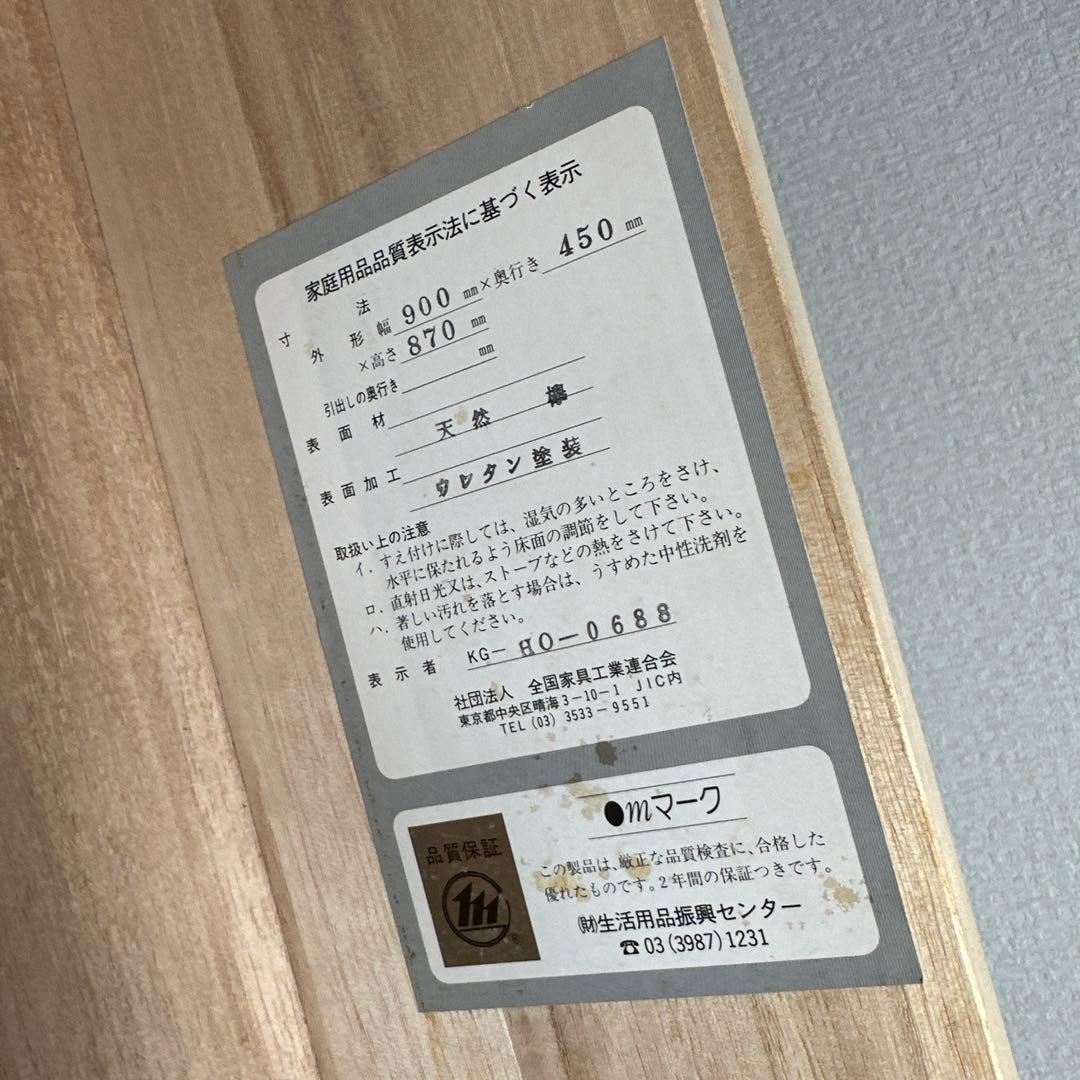 家庭用品品質表示法に基づく表示
寸 法
外 形 幅 900 mm×奥行き 450 mm
×高さ 870 mm
引出しの奥行き mm
表 面 材 天 然
表面加工 ウレタン塗装
取扱い上の注意
イ．すえ付けに際しては、湿気の多いところをさけ、
水平に保たれるよう床面の調節をして下さい。
ロ．直射日光又は、ストーブなどの熱をさけて下さい。
ハ．著しい汚れを落とす場合は、うすめた中性洗剤を
使用してください。
表 示 者 KG－HO－0688
社団法人 全国家具工業連合会
東京都中央区晴海3－10－1 JIC内
TEL (03) 3533－9551
●mマーク
品質保証
この製品は、厳正な品質検査に、合格した
優れたものです。2年間の保証つきです。
㈶生活用品振興センター
☎03(3987)1231